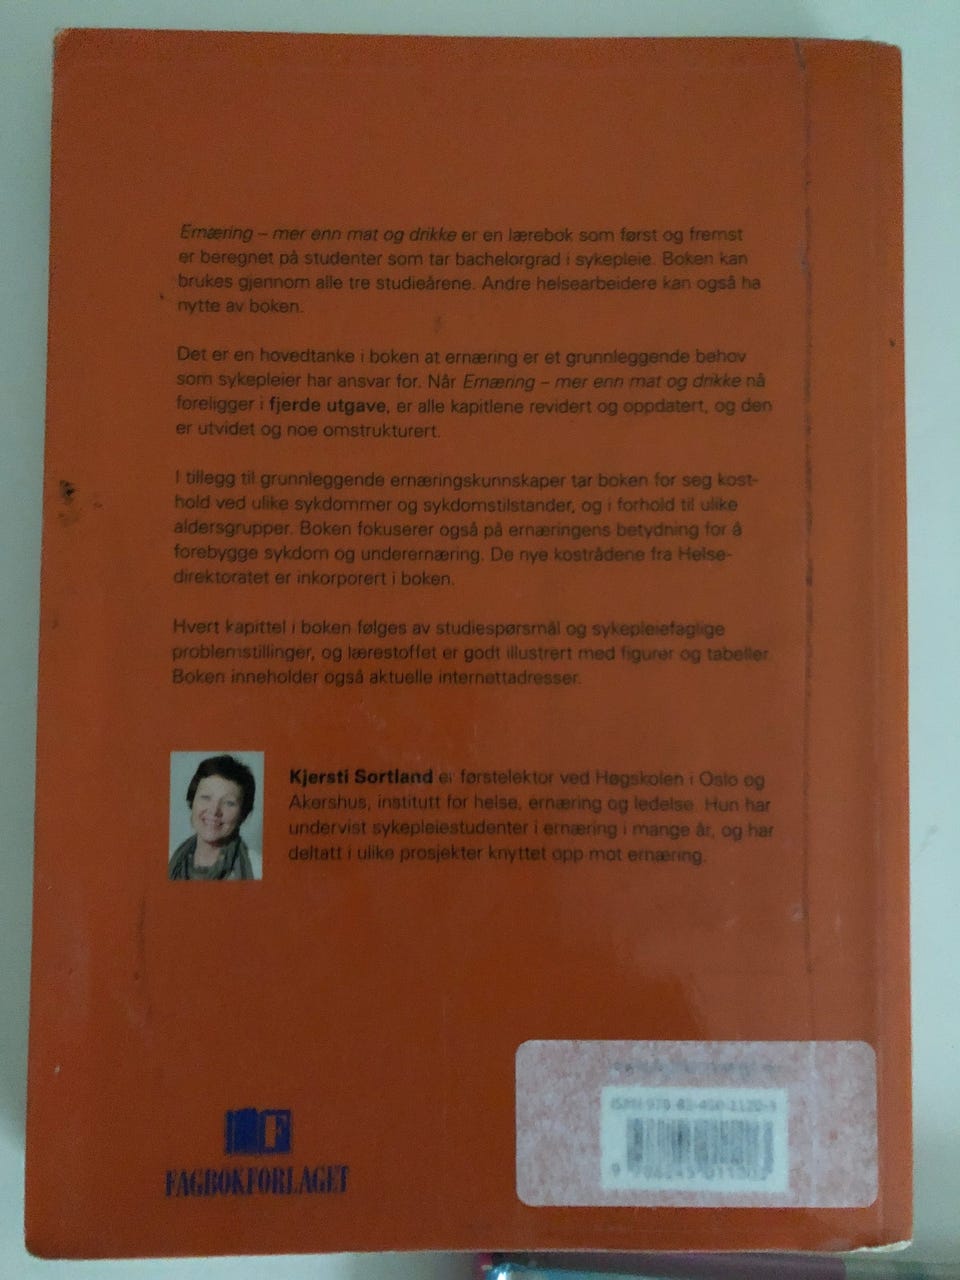 Ernæring – mer enn mat og drikke er en lærebok som først og fremst
er beregnet på studenter som tar bachelorgrad i sykepleie. Boken kan
brukes gjennom alle tre studieårene. Andre helsearbeidere kan også ha
nytte av boken.
Det er en hovedtanke i boken at ernæring er et grunnleggende behov
som sykepleier har ansvar for. Når Ernæring – mer enn mat og drikke nå
foreligger i fjerde utgave, er alle kapitlene revidert og oppdatert, og den
er utvidet og noe omstrukturert.
I tillegg til grunnleggende ernæringskunnskaper tar boken for seg kost-
hold ved ulike sykdommer og sykdomstilstander, og i forhold til ulike
aldersgrupper. Boken fokuserer også på ernæringens betydning for å
forebygge sykdom og underernæring. De nye kostrådene fra Helse-
direktoratet er inkorporert i boken.
Hvert kapittel i boken følges av studiespørsmål og sykepleiefaglige
problemstillinger, og lærestoffet er godt illustrert med figurer og tabeller.
Boken inneholder også aktuelle internettadresser.
Kjersti Sortland er førstelektor ved Høgskolen i Oslo og
Akershus, institutt for helse, ernæring og ledelse. Hun har
undervist sykepleiestudenter i ernæring i mange år, og har
deltatt i ulike prosjekter knyttet opp mot ernæring.
F
FAGBOKFORLAGET
ISBN 978